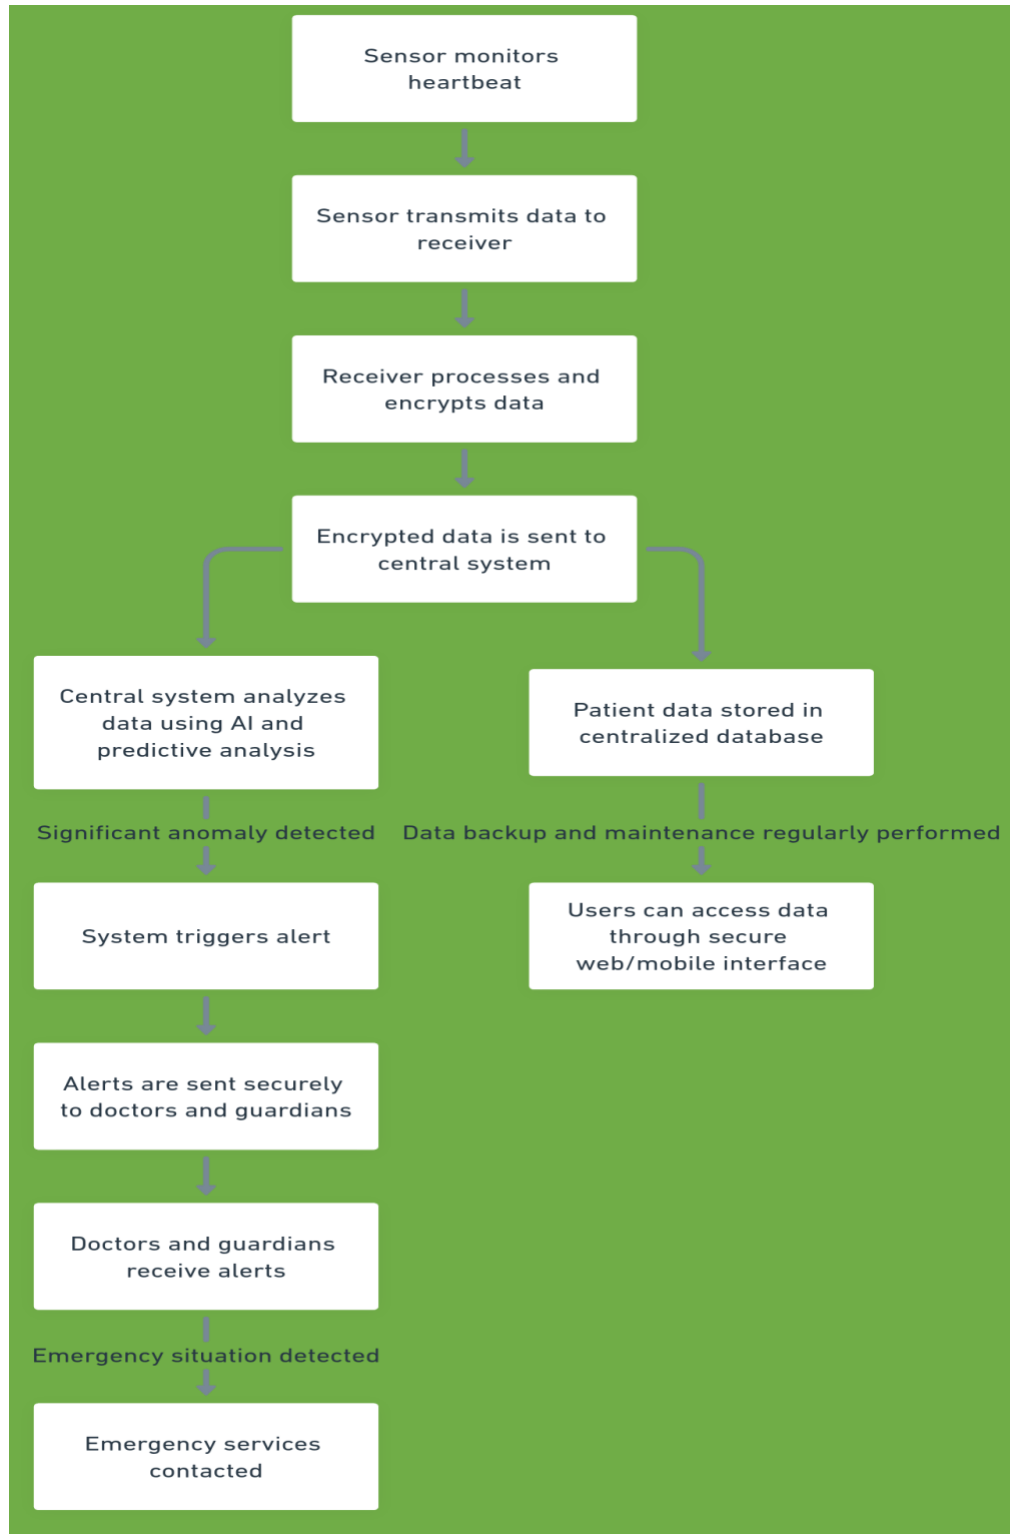 Sensor monitors
heartbeat
Sensor transmits data to
receiver
Receiver processes and
encrypts data
Encrypted data is sent to
central system
Central system analyzes
data using AI and
predictive analysis
Significant anomaly detected
System triggers alert
Alerts are sent securely
to doctors and guardians
Doctors and guardians
receive alerts
Emergency situation detected
Emergency services
contacted
Patient data stored in
centralized database
Data backup and maintenance regularly performed
Users can access data
through secure
web/mobile interface